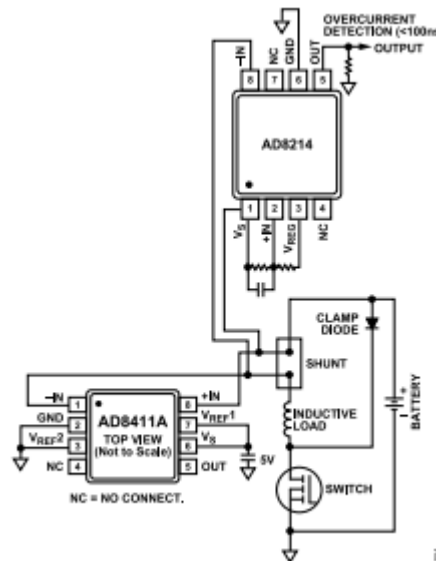 OVERCURRENT
DETECTION (<100ns
OUTPUT
–IN
NC
GND
OUT
8
7
6
5
AD8214
1
2
3
4
VS
+IN
VREG
NC
CLAMP
DIODE
SHUNT
BATTERY
+
–
INDUCTIVE
LOAD
SWITCH
–IN
1
8
+IN
GND
2
AD8411A
7
VREF1
VREF2
3
TOP VIEW
(Not to Scale)
6
VS
NC
4
5
OUT
5V
NC = NO CONNECT.
i